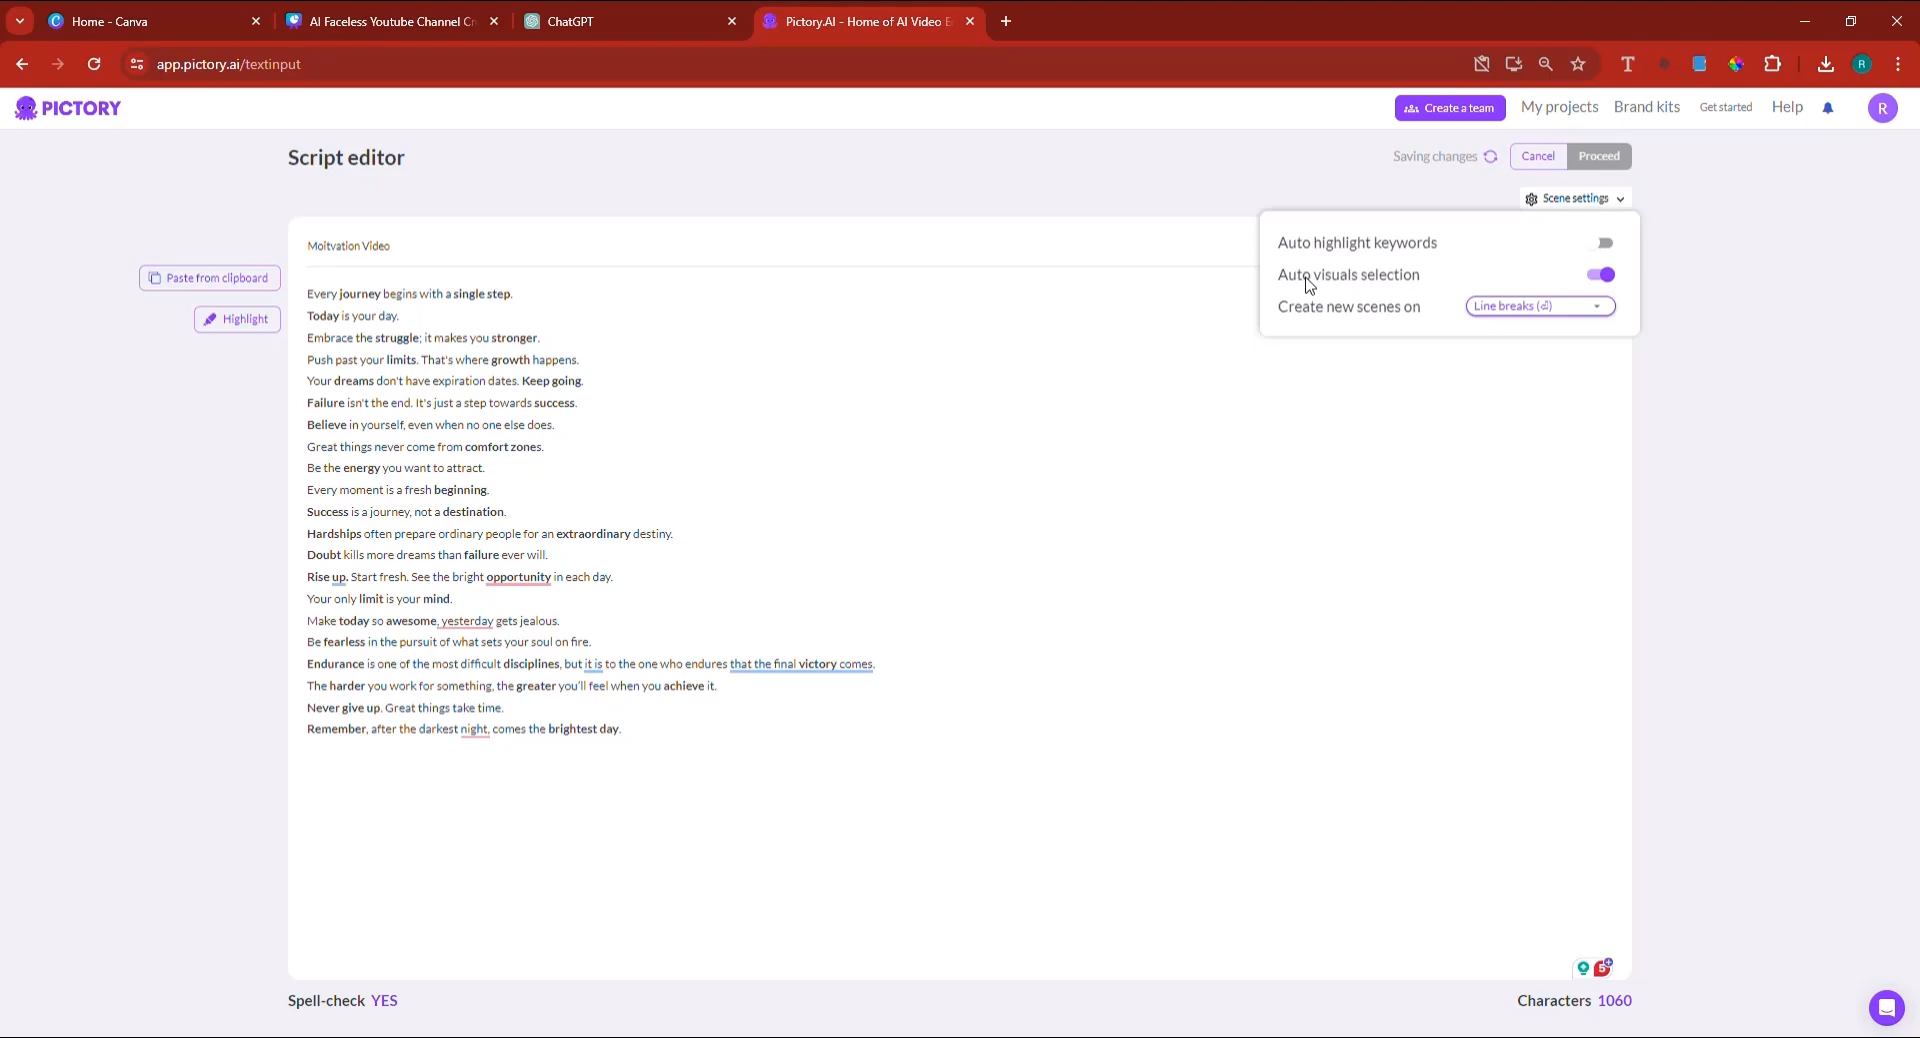 Home - Canva
AI Faceless Youtube Channel Cr
ChatGPT
Pictory.AI - Home of AI Video E
app.pictory.ai/textinput
T
R
PICTORY
Create a team
My projects
Brand kits
Get started
Help
R
Script editor
Saving changes
Cancel
Proceed
Scene settings
Moitvation Video
Auto highlight keywords
Auto visuals selection
Create new scenes on
Line breaks (⏎)
Paste from clipboard
Highlight
Every journey begins with a single step.
Today is your day.
Embrace the struggle; it makes you stronger.
Push past your limits. That's where growth happens.
Your dreams don't have expiration dates. Keep going.
Failure isn't the end. It's just a step towards success.
Believe in yourself, even when no one else does.
Great things never come from comfort zones.
Be the energy you want to attract.
Every moment is a fresh beginning.
Success is a journey, not a destination.
Hardships often prepare ordinary people for an extraordinary destiny.
Doubt kills more dreams than failure ever will.
Rise up. Start fresh. See the bright opportunity in each day.
Your only limit is your mind.
Make today so awesome, yesterday gets jealous.
Be fearless in the pursuit of what sets your soul on fire.
Endurance is one of the most difficult disciplines, but it is to the one who endures that the final victory comes.
The harder you work for something, the greater you'll feel when you achieve it.
Never give up. Great things take time.
Remember, after the darkest night, comes the brightest day.
5
Spell-check YES
Characters 1060